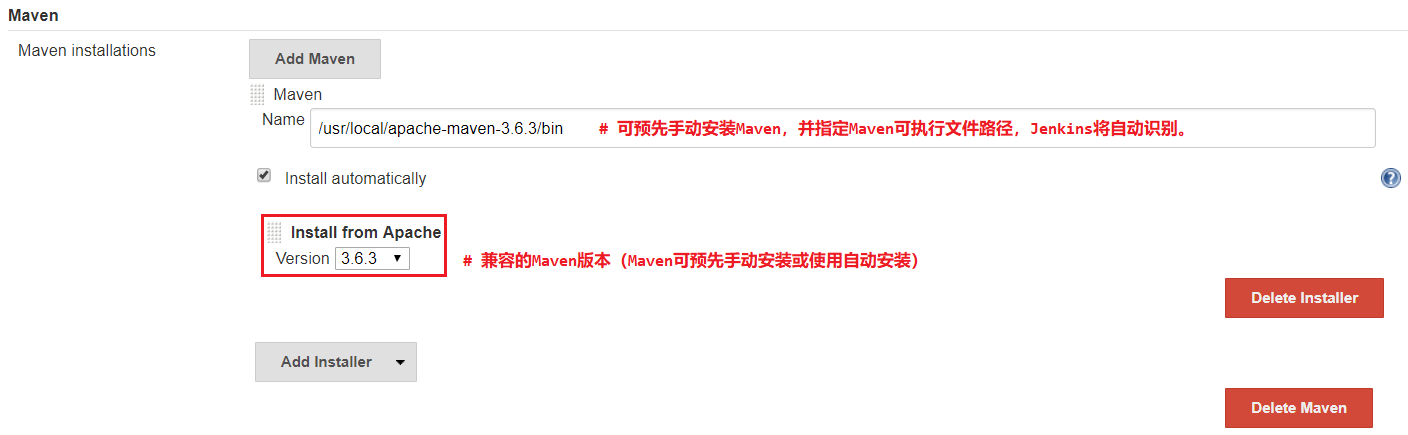 Maven
Maven installations
Add Maven
Maven
Name /usr/local/apache-maven-3.6.3/bin # 可预先手动安装Maven, 并指定Maven可执行文件路径, Jenkins将自动识别。
Install automatically
Install from Apache
Version 3.6.3 # 兼容的Maven版本（Maven可预先手动安装或使用自动安装）
Delete Installer
Add Installer
Delete Maven